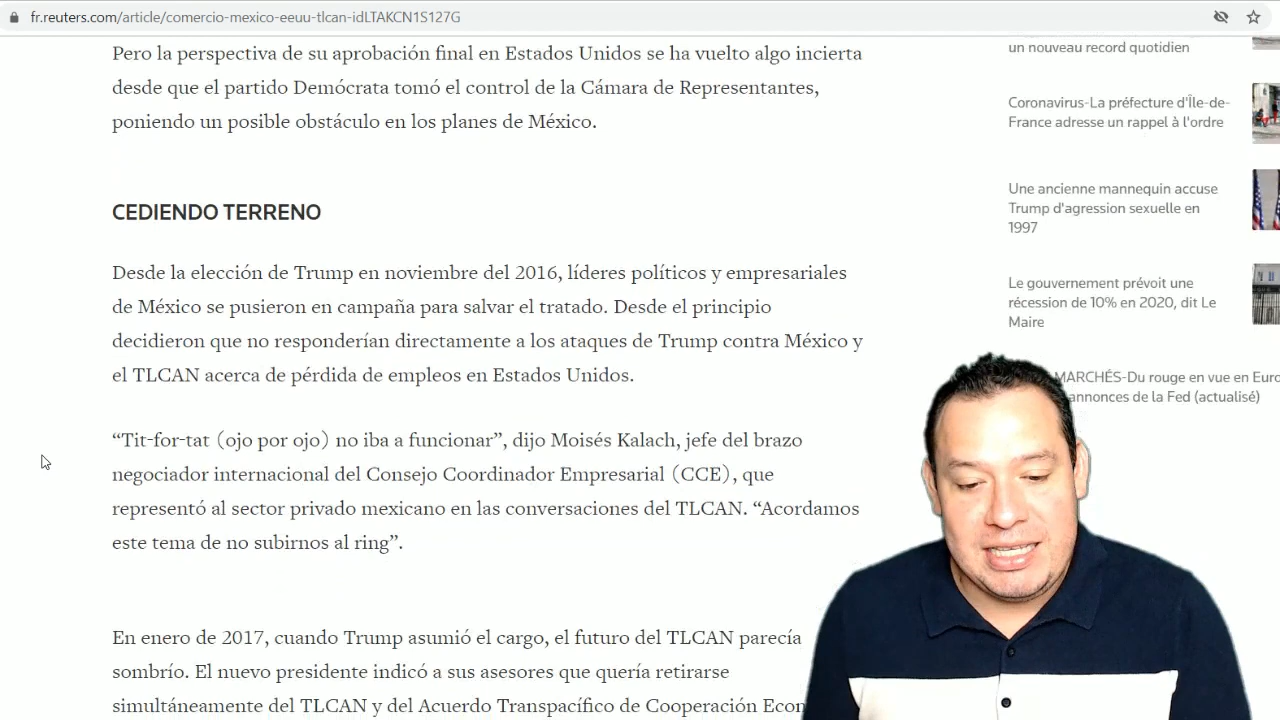 fr.reuters.com/article/comercio-mexico-eeuu-tlcan-idLTAKCN1S127G
Pero la perspectiva de su aprobación final en Estados Unidos se ha vuelto algo incierta
desde que el partido Demócrata tomó el control de la Cámara de Representantes,
poniendo un posible obstáculo en los planes de México.
CEDIENDO TERRENO
Desde la elección de Trump en noviembre del 2016, líderes políticos y empresariales
de México se pusieron en campaña para salvar el tratado. Desde el principio
decidieron que no responderían directamente a los ataques de Trump contra México y
el TLCAN acerca de pérdida de empleos en Estados Unidos.
“Tit-for-tat (ojo por ojo) no iba a funcionar”, dijo Moisés Kalach, jefe del brazo
negociador internacional del Consejo Coordinador Empresarial (CCE), que
representó al sector privado mexicano en las conversaciones del TLCAN. “Acordamos
este tema de no subirnos al ring”.
En enero de 2017, cuando Trump asumió el cargo, el futuro del TLCAN parecía
sombrío. El nuevo presidente indicó a sus asesores que quería retirarse
simultáneamente del TLCAN y del Acuerdo Transpacífico de Cooperación Econ
un nouveau record quotidien
Coronavirus-La préfecture d'Île-de-
France adresse un rappel à l'ordre
Une ancienne mannequin accuse
Trump d'agression sexuelle en
1997
Le gouvernement prévoit une
récession de 10% en 2020, dit Le
Maire
MARCHÉS-Du rouge en vue en Euro
annonces de la Fed (actualisé)